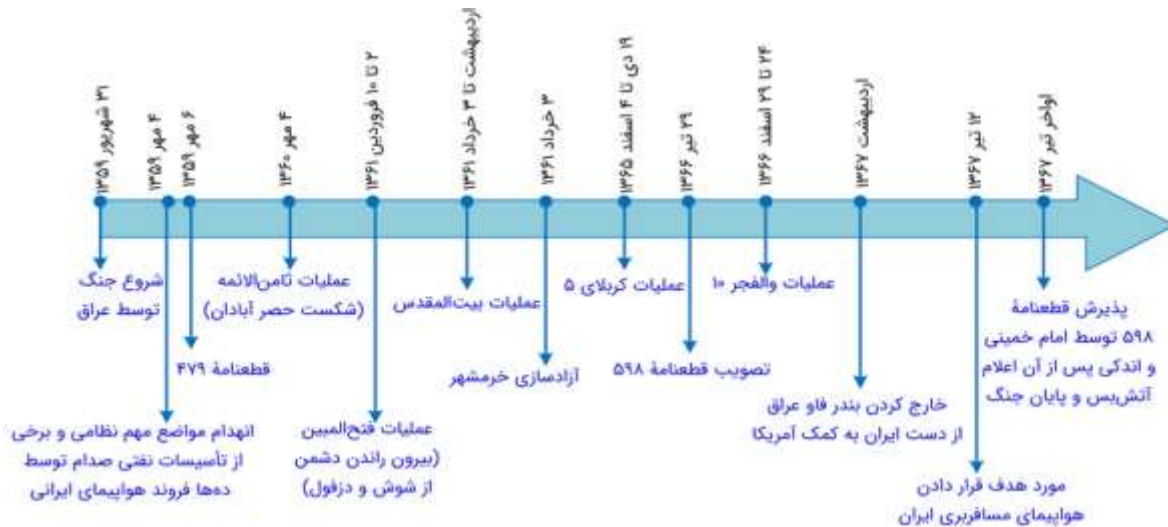 ۳۱ شهریور ۱۳۵۹
۴ مهر ۱۳۵۹
۶ مهر ۱۳۵۹
۴ مهر ۱۳۶۰
۲ تا ۱۰ فروردین ۱۳۶۱
اردیبهشت تا ۳ خرداد ۱۳۶۱
۳ خرداد ۱۳۶۱
۱۹ دی تا ۴ اسفند ۱۳۶۵
۲۹ تیر ۱۳۶۶
۲۴ تا ۲۹ اسفند ۱۳۶۶
اردیبهشت ۱۳۶۷
۱۲ تیر ۱۳۶۷
اواخر تیر ۱۳۶۷
شروع جنگ
توسط عراق
انهدام مواضع مهم نظامی و برخی
از تأسیسات نفتی صدام توسط
ده‌ها فروند هواپیمای ایرانی
قطعنامهٔ ۴۷۹
عملیات ثامن‌الائمه
(شکست حصر آبادان)
عملیات فتح‌المبین
(بیرون راندن دشمن
از شوش و دزفول)
عملیات بیت‌المقدس
آزادسازی خرمشهر
عملیات کربلای ۵
تصویب قطعنامهٔ ۵۹۸
عملیات والفجر ۱۰
خارج کردن بندر فاو عراق
از دست ایران به کمک آمریکا
مورد هدف قرار دادن
هواپیمای مسافربری ایران
پذیرش قطعنامهٔ
۵۹۸ توسط امام خمینی
و اندکی پس از آن اعلام
آتش‌بس و پایان جنگ